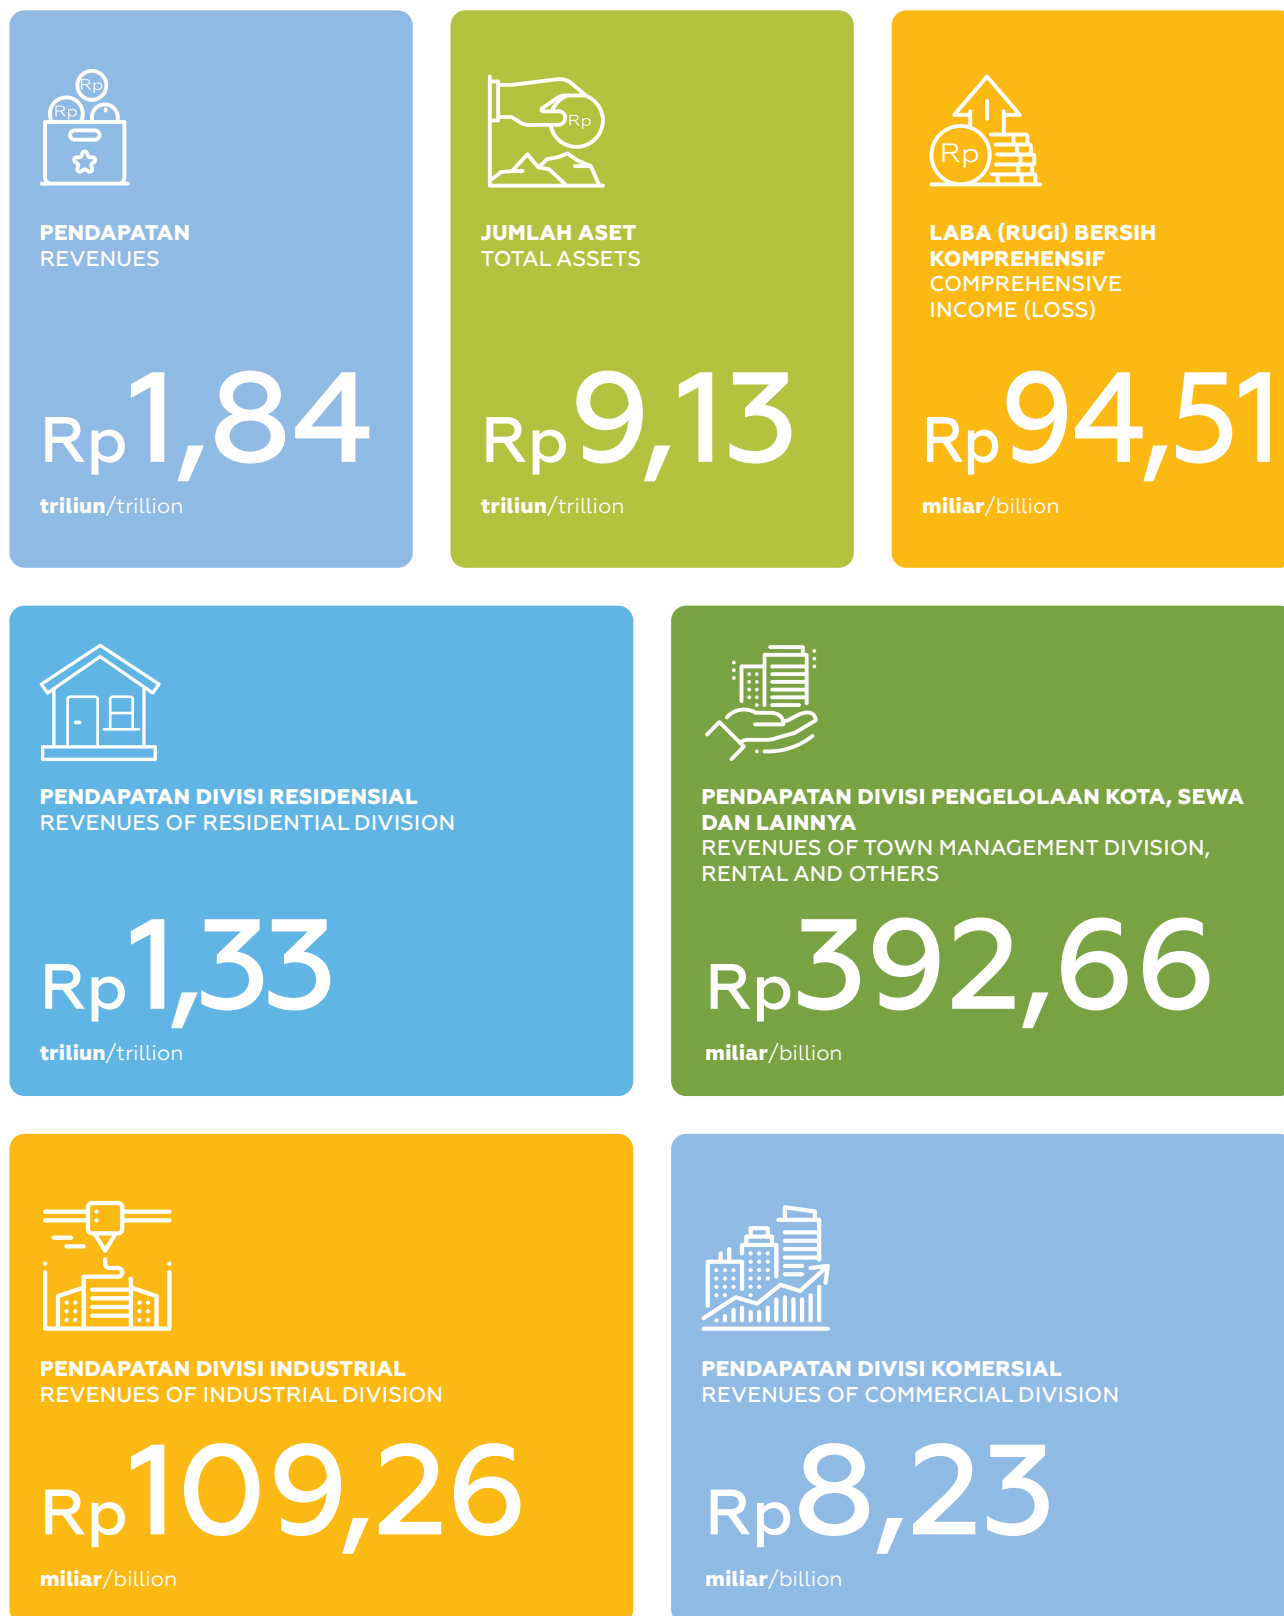 Rp
Rp
PENDAPATAN
REVENUES
Rp1,84
triliun/trillion
Rp
JUMLAH ASET
TOTAL ASSETS
Rp9,13
triliun/trillion
Rp
LABA (RUGI) BERSIH
KOMPREHENSIF
COMPREHENSIVE
INCOME (LOSS)
Rp94,51
miliar/billion
PENDAPATAN DIVISI RESIDENSIAL
REVENUES OF RESIDENTIAL DIVISION
Rp1,33
triliun/trillion
PENDAPATAN DIVISI PENGELOLAAN KOTA, SEWA
DAN LAINNYA
REVENUES OF TOWN MANAGEMENT DIVISION,
RENTAL AND OTHERS
Rp392,66
miliar/billion
PENDAPATAN DIVISI INDUSTRIAL
REVENUES OF INDUSTRIAL DIVISION
Rp109,26
miliar/billion
PENDAPATAN DIVISI KOMERSIAL
REVENUES OF COMMERCIAL DIVISION
Rp8,23
miliar/billion